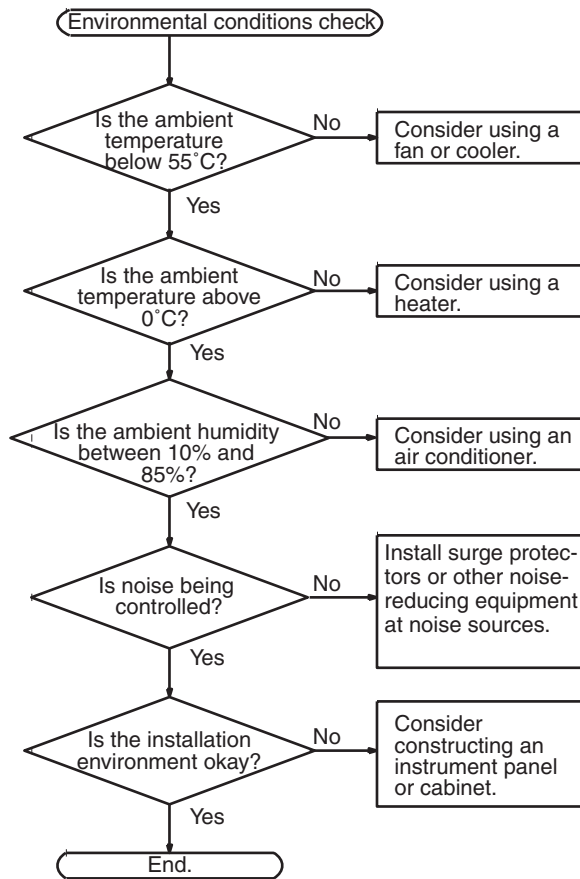 Environmental conditions check
Is the ambient
temperature
below 55˚C?
No
Consider using a
fan or cooler.
Yes
Is the ambient
temperature above
0˚C?
No
Consider using a
heater.
Yes
Is the ambient humidity
between 10% and
85%?
No
Consider using an
air conditioner.
Yes
Is noise being
controlled?
No
Install surge protec-
tors or other noise-
reducing equipment
at noise sources.
Yes
Is the installation
environment okay?
No
Consider
constructing an
instrument panel
or cabinet.
Yes
End.